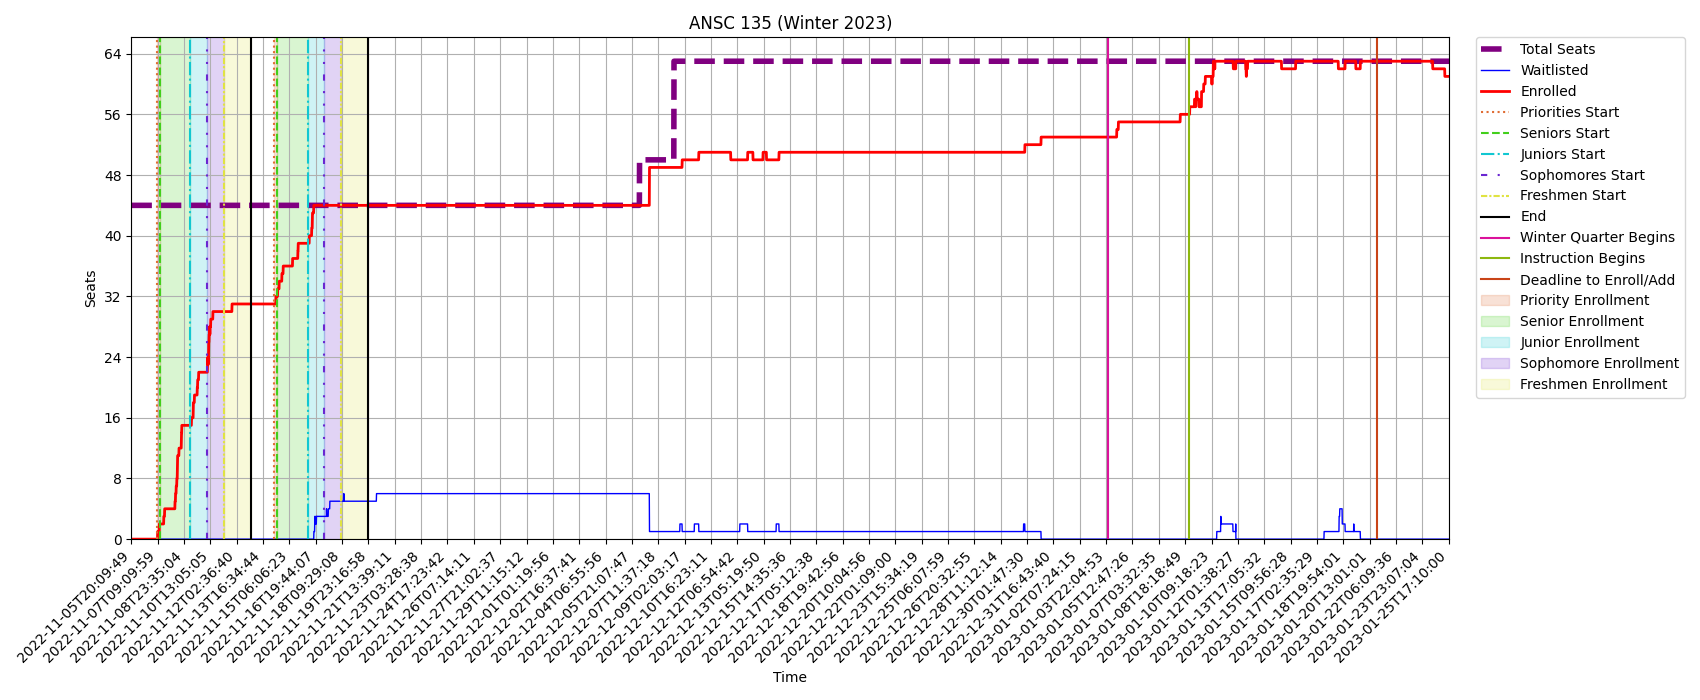 ANSC 135 (Winter 2023)
Seats
64
56
48
40
32
24
16
8
0
2022-11-05T20:09:49
2022-11-07T09:09:59
2022-11-08T23:35:04
2022-11-10T13:05:05
2022-11-12T02:36:40
2022-11-13T16:34:44
2022-11-15T06:06:23
2022-11-16T19:44:07
2022-11-18T09:29:08
2022-11-19T23:16:58
2022-11-21T13:39:11
2022-11-23T03:28:38
2022-11-24T17:23:42
2022-11-26T07:14:11
2022-11-27T21:02:37
2022-11-29T11:15:12
2022-12-01T01:19:56
2022-12-02T16:37:41
2022-12-04T06:55:56
2022-12-05T21:07:47
2022-12-07T11:37:18
2022-12-09T02:03:17
2022-12-10T16:23:11
2022-12-12T06:54:42
2022-12-13T05:19:50
2022-12-15T14:35:36
2022-12-17T05:12:38
2022-12-18T19:42:56
2022-12-20T10:04:56
2022-12-22T01:09:00
2022-12-23T15:34:19
2022-12-25T06:07:59
2022-12-26T20:32:55
2022-12-28T11:12:14
2022-12-30T01:47:30
2022-12-31T16:43:40
2023-01-02T07:24:15
2023-01-03T22:04:53
2023-01-05T12:47:26
2023-01-07T03:32:35
2023-01-08T18:18:49
2023-01-10T09:18:23
2023-01-12T01:38:27
2023-01-13T17:05:32
2023-01-15T09:56:28
2023-01-17T02:35:29
2023-01-18T19:54:01
2023-01-20T13:01:01
2023-01-22T06:09:36
2023-01-23T23:07:04
2023-01-25T17:10:00
Time
Total Seats
Waitlisted
Enrolled
Priorities Start
Seniors Start
Juniors Start
Sophomores Start
Freshmen Start
End
Winter Quarter Begins
Instruction Begins
Deadline to Enroll/Add
Priority Enrollment
Senior Enrollment
Junior Enrollment
Sophomore Enrollment
Freshmen Enrollment